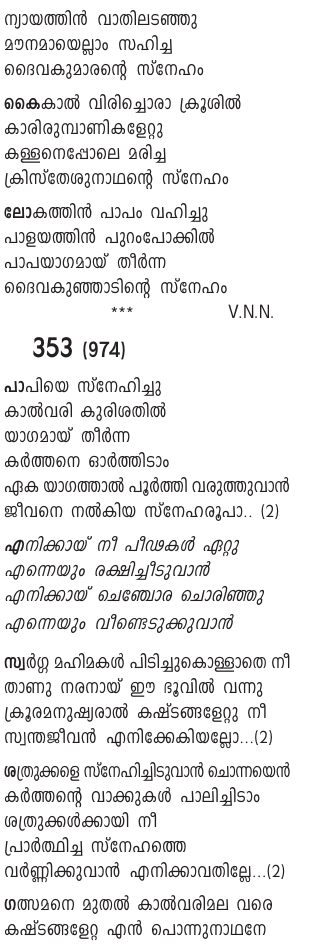 ന്യായത്തിൻ വാതിലടഞ്ഞു
മൗനമായെല്ലാം സഹിച്ച
ദൈവകുമാരന്റെ സ്നേഹം
കൈകാൽ വിരിച്ചൊരാ ക്രൂശിൽ
കാരിരുമ്പാണികളേറ്റു
കള്ളനെപ്പോലെ മരിച്ച
ക്രിസ്തേശുനാഥന്റെ സ്നേഹം
ലോകത്തിൻ പാപം വഹിച്ചു
പാളയത്തിൻ പുറംപോക്കിൽ
പാപയാഗമായ് തീർന്ന
ദൈവകുഞ്ഞാടിന്റെ സ്നേഹം
*** V.N.N.
353 (974)
പാപിയെ സ്നേഹിച്ചു
കാൽവരി കുരിശതിൽ
യാഗമായ് തീർന്ന
കർത്തനെ ഓർത്തിടാം
ഏക യാഗത്താൽ പൂർത്തി വരുത്തുവാൻ
ജീവനെ നൽകിയ സ്നേഹരൂപാ.. (2)
എനിക്കായ് നീ പീഢകൾ ഏറ്റു
എന്നെയും രക്ഷിച്ചീടുവാൻ
എനിക്കായ് ചെഞ്ചോര ചൊരിഞ്ഞു
എന്നെയും വീണ്ടെടുക്കുവാൻ
സ്വർഗ്ഗ മഹിമകൾ പിടിച്ചുകൊള്ളാതെ നീ
താണു നരനായ് ഈ ഭൂവിൽ വന്നു
ക്രൂരമനുഷ്യരാൽ കഷ്ടങ്ങളേറ്റു നീ
സ്വന്തജീവൻ എനിക്കേകിയല്ലോ...(2)
ശത്രുക്കളെ സ്നേഹിച്ചിടുവാൻ ചൊന്നയെൻ
കർത്തന്റെ വാക്കുകൾ പാലിച്ചിടാം
ശത്രുക്കൾക്കായി നീ
പ്രാർത്ഥിച്ച സ്നേഹത്തെ
വർണ്ണിക്കുവാൻ എനിക്കാവതില്ലേ...(2)
ഗത്സമനെ മുതൽ കാൽവരിമല വരെ
കഷ്ടങ്ങളേറ്റ എൻ പൊന്നുനാഥനേ